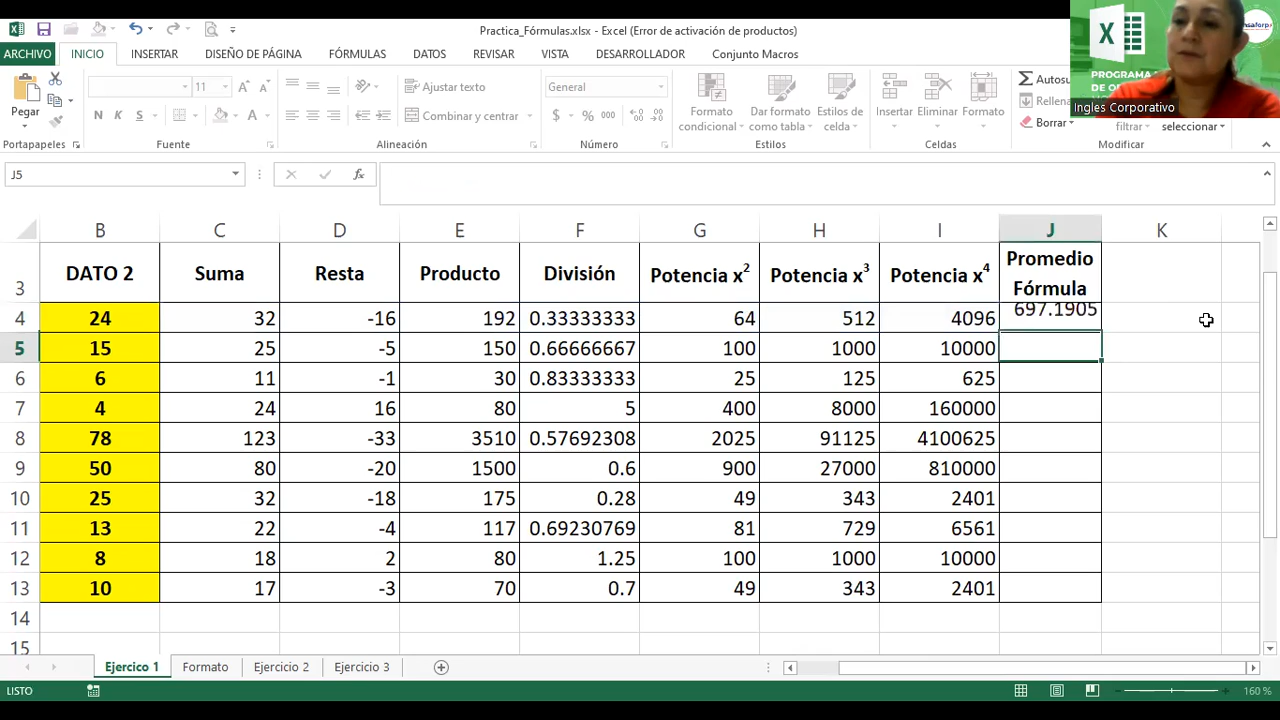 Practica_Fórmulas.xlsx - Excel (Error de activación de productos)
ARCHIVO INICIO INSERTAR DISEÑO DE PÁGINA FÓRMULAS DATOS REVISAR VISTA DESARROLLADOR Conjunto Macros
PROGRAMA
DE OF
Ingles Corporativo
Pegar
11
N K S
Ajustar texto
Combinar y centrar
General
$ % 000
Formato condicional
Dar formato como tabla
Estilos de celda
Insertar
Eliminar
Formato
Autosu
Rellena
Borrar
filtrar
seleccionar
Portapapeles Fuente Alineación Número Estilos Celdas Modificar
J5
fx
B C D E F G H I J K
3 DATO 2 Suma Resta Producto División Potencia x² Potencia x³ Potencia x⁴ Promedio Fórmula
4 24 32 -16 192 0.33333333 64 512 4096 697.1905
5 15 25 -5 150 0.66666667 100 1000 10000
6 6 11 -1 30 0.83333333 25 125 625
7 4 24 16 80 5 400 8000 160000
8 78 123 -33 3510 0.57692308 2025 91125 4100625
9 50 80 -20 1500 0.6 900 27000 810000
10 25 32 -18 175 0.28 49 343 2401
11 13 22 -4 117 0.69230769 81 729 6561
12 8 18 2 80 1.25 100 1000 10000
13 10 17 -3 70 0.7 49 343 2401
14
15
Ejercico 1 Formato Ejercicio 2 Ejercicio 3
LISTO
160 %